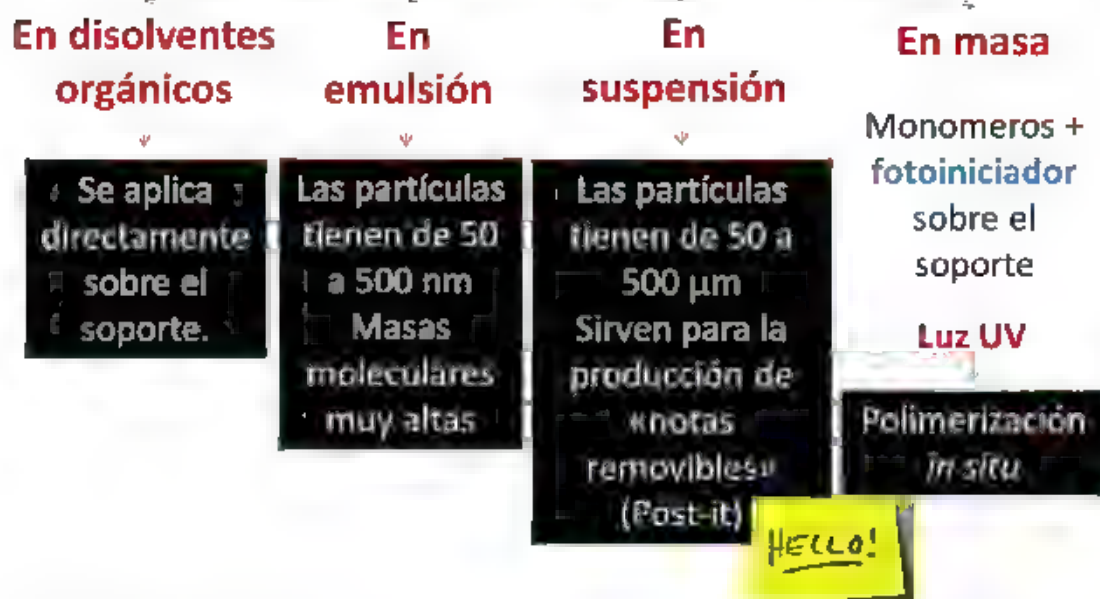 En disolventes
orgánicos
Se aplica
directamente
sobre el
soporte.
En
emulsión
Las partículas
tienen de 50
a 500 nm
Masas
moleculares
muy altas
En
suspensión
Las partículas
tienen de 50 a
500 µm
Sirven para la
producción de
«notas
removibles»
(Post-it)
HELLO!
En masa
Monomeros +
fotoiniciador
sobre el
soporte
Luz UV
Polimerización
in situ